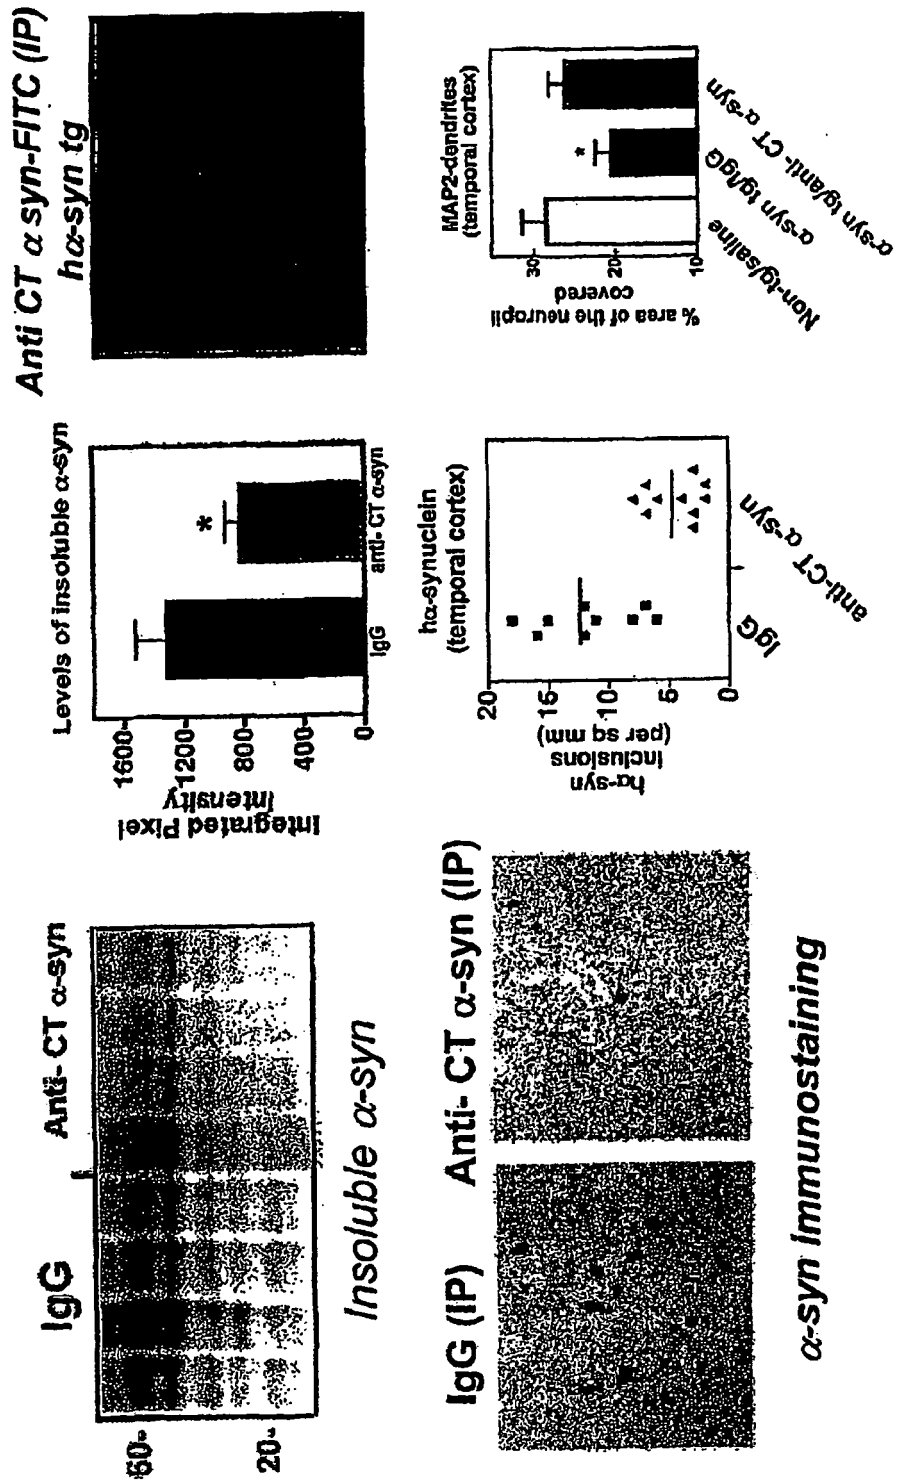 IgG
Anti- CT α-syn
60-
20-
Insoluble α-syn
Levels of insoluble α-syn
Integrated Pixel
intensity
1600-
1200-
800-
400-
0-
*
IgG
anti- CT α-syn
Anti CT α syn-FITC (IP)
hα-syn tg
IgG (IP)
Anti- CT α-syn (IP)
α-syn immunostaining
hα-synuclein
(temporal cortex)
hα-syn
inclusions
(per sq mm)
20
15
10
5
0
IgG
anti-CT α-syn
MAP2-dendrites
(temporal cortex)
% area of the neuropil
covered
30
20
10
*
Non-tg/saline
α-syn tg/IgG
α-syn tg/anti- CT α-syn